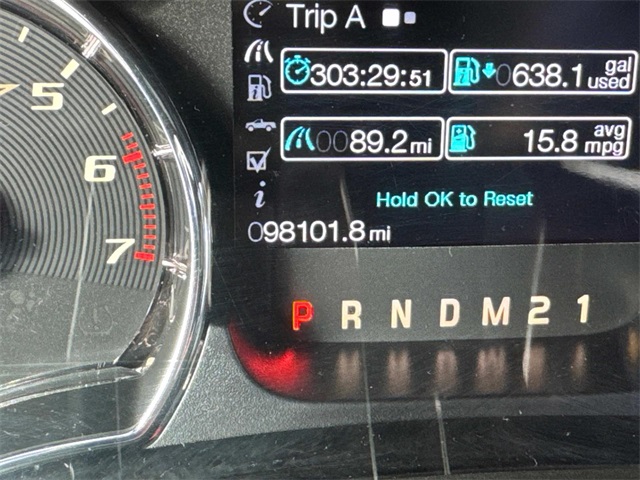 Trip A
303:29:51
0638.1 gal used
0089.2 mi
15.8 avg mpg
Hold OK to Reset
098101.8 mi
5
6
7
P R N D M 2 1
i